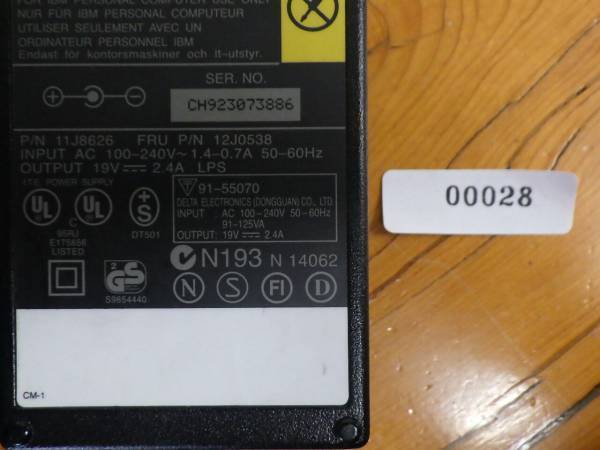 FOR IBM PERSONAL COMPUTER USE ONLY
NUR FÜR IBM PERSONAL COMPUTER
UTILISER SEULEMENT AVEC UN
ORDINATEUR PERSONNEL IBM
Endast för kontorsmaskiner och it-utstyr.
SER. NO.
CH923073886
P/N 11J8626 FRU P/N 12J0538
INPUT AC 100-240V~1.4-0.7A 50-60Hz
OUTPUT 19V 2.4A LPS
I.T.E. POWER SUPPLY
UL UL
C
95RU
E175656
LISTED
+S
DT501
91-55070
DELTA ELECTRONICS (DONGGUAN) CO., LTD.
INPUT : AC 100-240V 50-60Hz
91-125VA
OUTPUT: 19V 2.4A
N193 N 14062
GS
S9654440
N S FI D
CM-1
00028